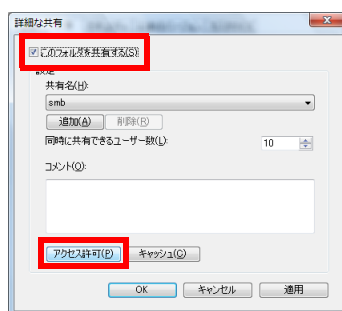 詳細な共有
このフォルダを共有する(S)
設定
共有名(H):
smb
追加(A) 削除(R)
同時に共有できるユーザー数(L): 10
コメント(O):
アクセス許可(P) キャッシュ(C)
OK キャンセル 適用